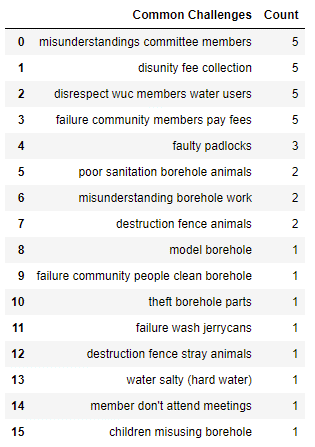 Common Challenges Count
0 misunderstandings committee members 5
1 disunity fee collection 5
2 disrespect wuc members water users 5
3 failure community members pay fees 5
4 faulty padlocks 3
5 poor sanitation borehole animals 2
6 misunderstanding borehole work 2
7 destruction fence animals 2
8 model borehole 1
9 failure community people clean borehole 1
10 theft borehole parts 1
11 failure wash jerrycans 1
12 destruction fence stray animals 1
13 water salty (hard water) 1
14 member don't attend meetings 1
15 children misusing borehole 1